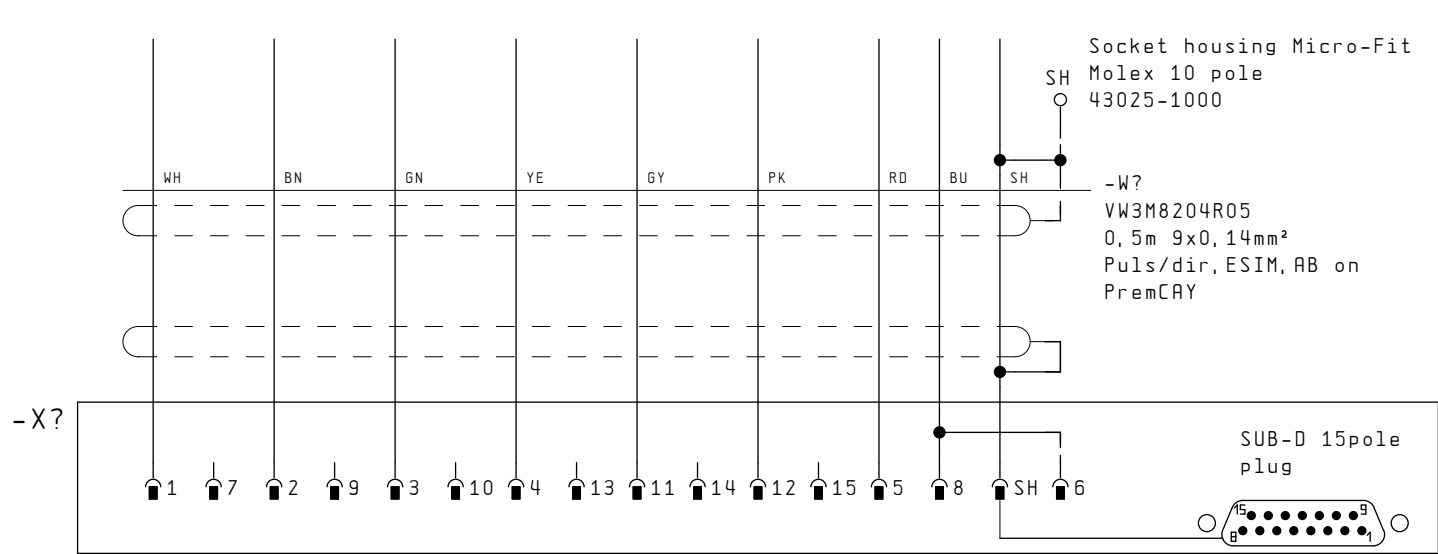 Socket housing Micro-Fit
SH Molex 10 pole
43025-1000
WH BN GN YE GY PK RD BU SH
-W?
VW3M8204R05
0,5m 9x0,14mm²
Puls/dir,ESIM,AB on
PremCAY
-X?
SUB-D 15pole
plug
1 7 2 9 3 10 4 13 11 14 12 15 5 8 SH 6
15 9
8 1